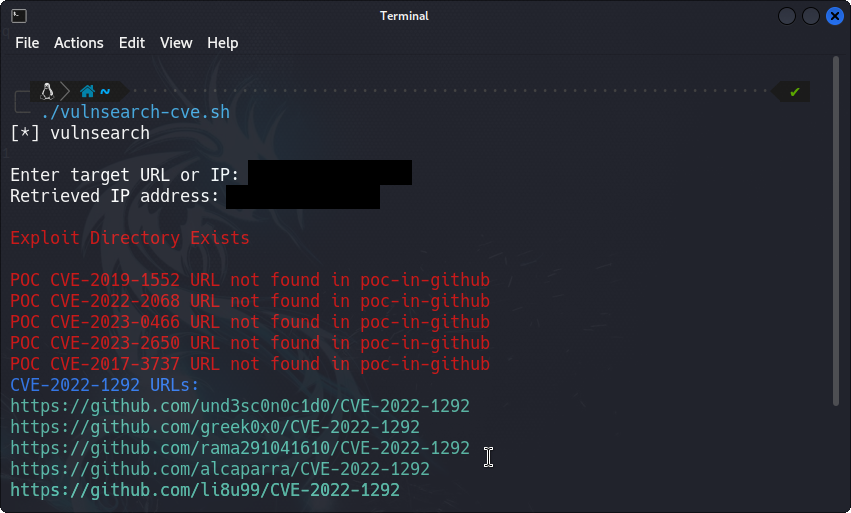 Terminal
File Actions Edit View Help
~
./vulnsearch-cve.sh
[*] vulnsearch
Enter target URL or IP:
Retrieved IP address:
Exploit Directory Exists
POC CVE-2019-1552 URL not found in poc-in-github
POC CVE-2022-2068 URL not found in poc-in-github
POC CVE-2023-0466 URL not found in poc-in-github
POC CVE-2023-2650 URL not found in poc-in-github
POC CVE-2017-3737 URL not found in poc-in-github
CVE-2022-1292 URLs:
https://github.com/und3sc0n0c1d0/CVE-2022-1292
https://github.com/greek0x0/CVE-2022-1292
https://github.com/rama291041610/CVE-2022-1292
https://github.com/alcaparra/CVE-2022-1292
https://github.com/li8u99/CVE-2022-1292